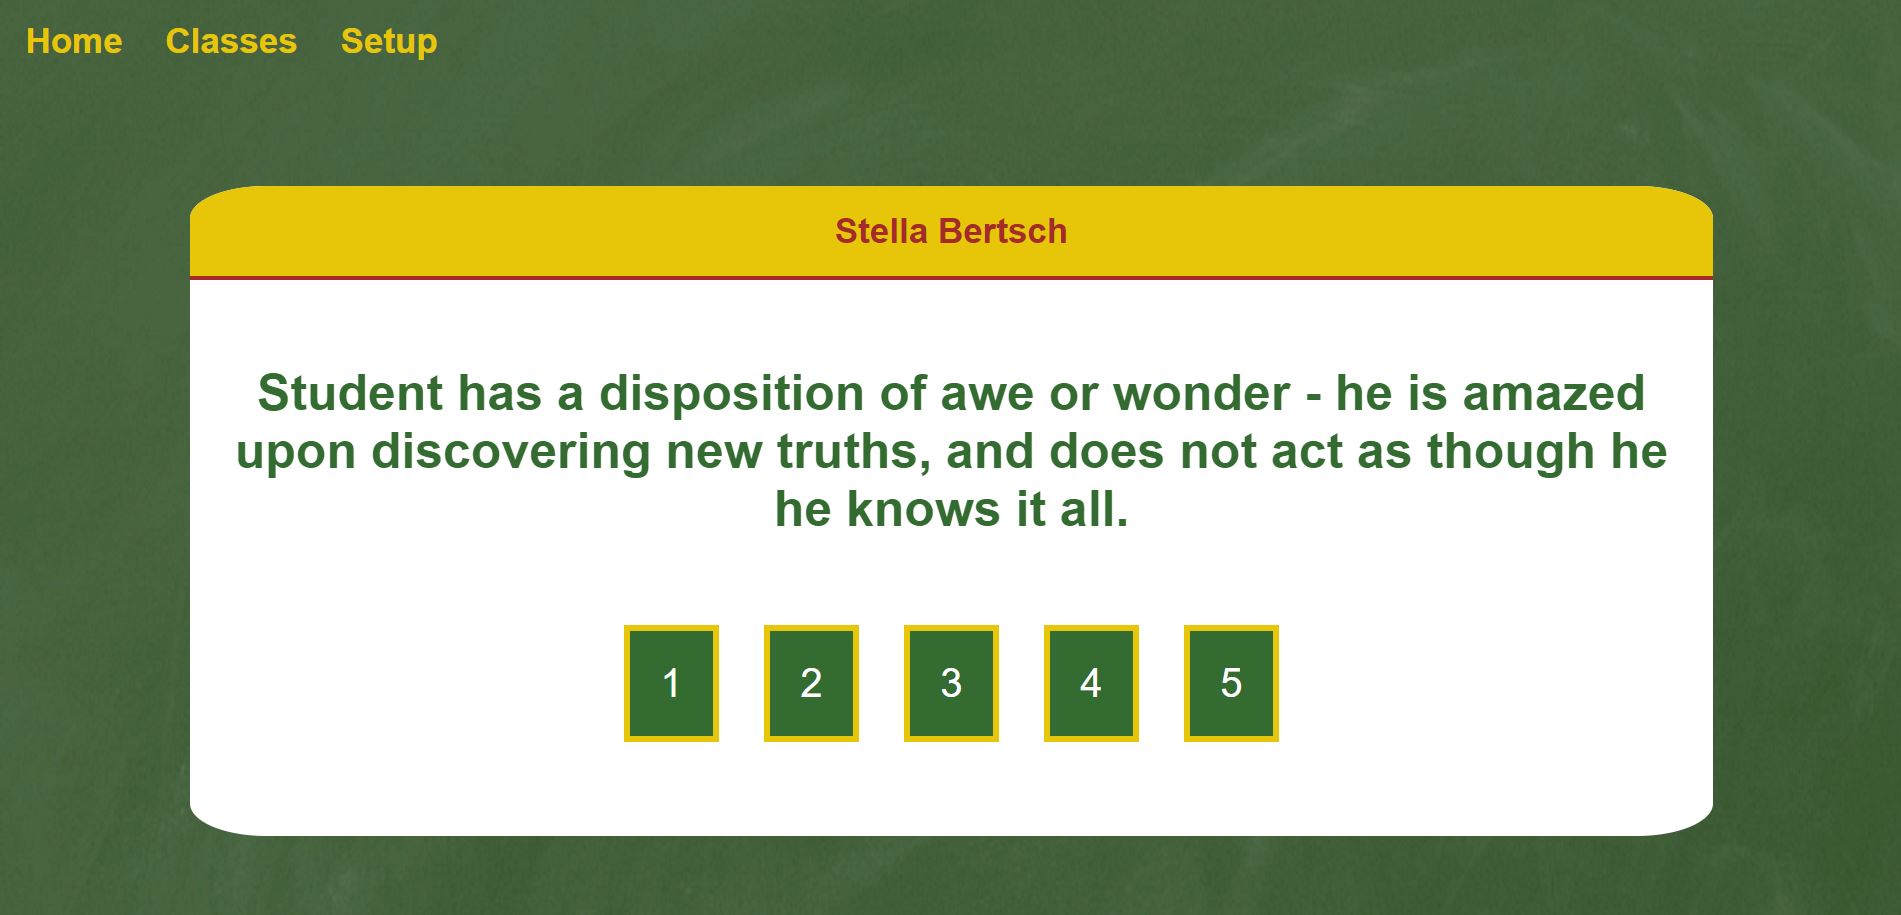 Home Classes Setup
Stella Bertsch
Student has a disposition of awe or wonder - he is amazed
upon discovering new truths, and does not act as though he
he knows it all.
1 2 3 4 5